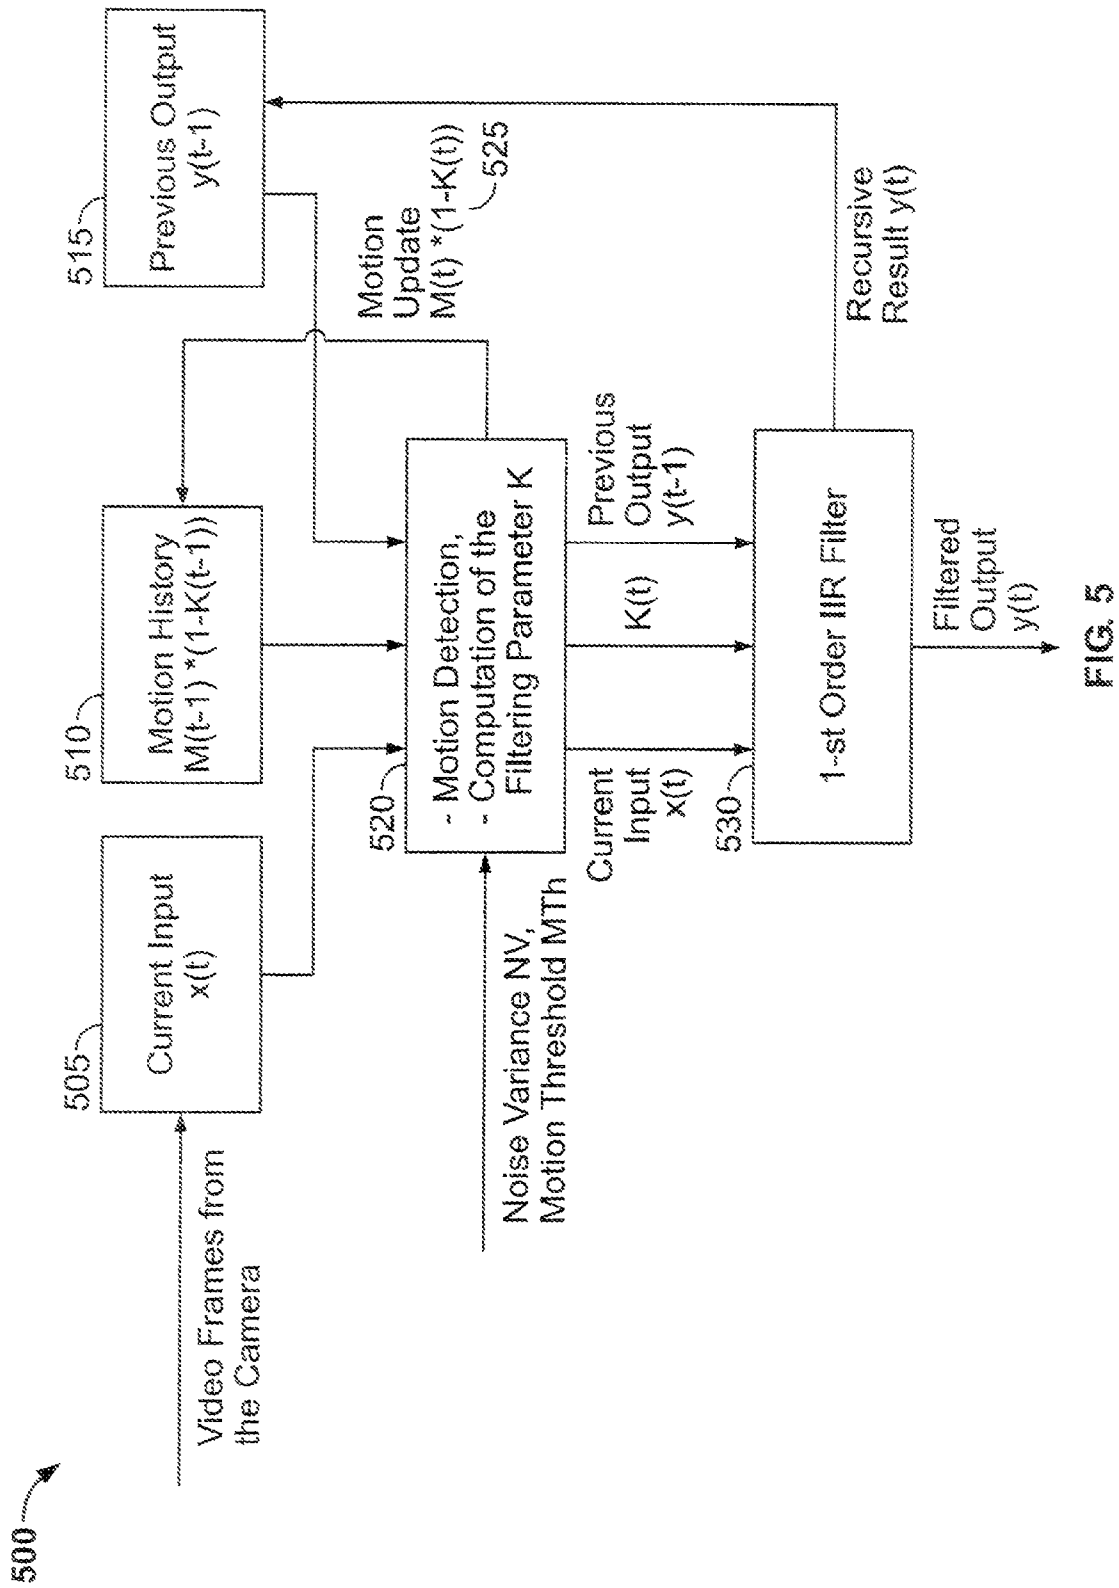 500
505
Current Input
x(t)
510
Motion History
M(t-1) *(1-K(t-1))
515
Previous Output
y(t-1)
Video Frames from
the Camera
Motion
Update
M(t) *(1-K(t))
525
520
- Motion Detection,
- Computation of the
Filtering Parameter K
Noise Variance NV,
Motion Threshold MTh
Current
Input
x(t)
K(t)
Previous
Output
y(t-1)
530
1-st Order IIR Filter
Recursive
Result y(t)
Filtered
Output
y(t)
FIG. 5